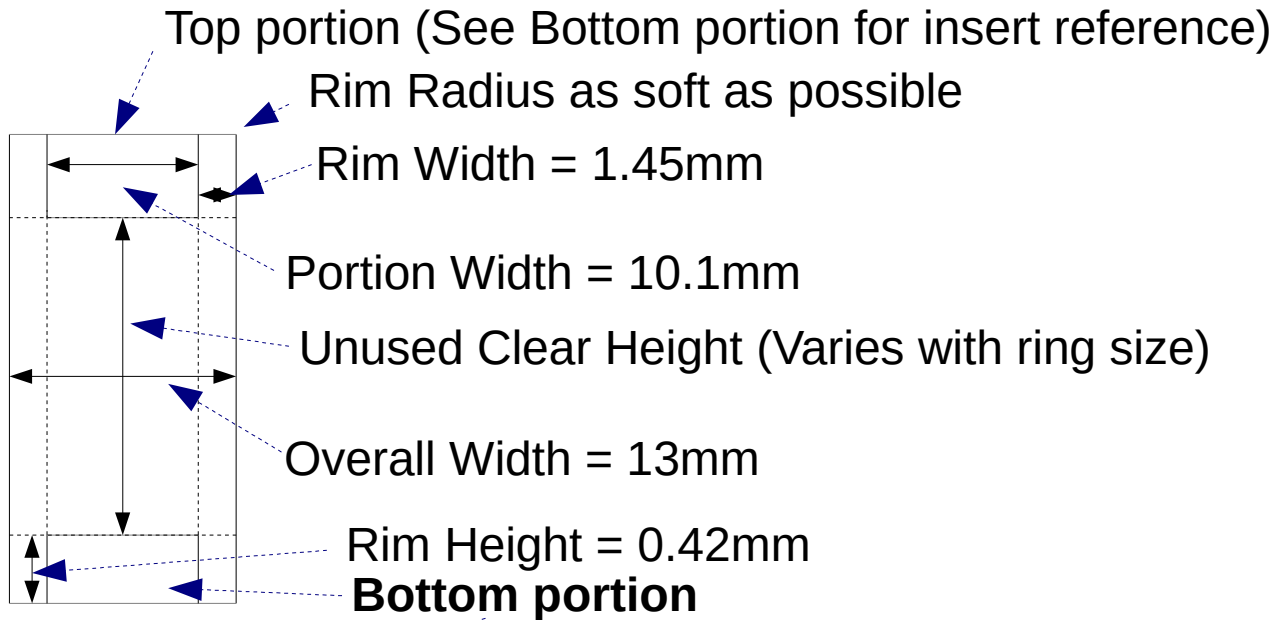 Top portion (See Bottom portion for insert reference)
Rim Radius as soft as possible
Rim Width = 1.45mm
Portion Width = 10.1mm
Unused Clear Height (Varies with ring size)
Overall Width = 13mm
Rim Height = 0.42mm
Bottom portion